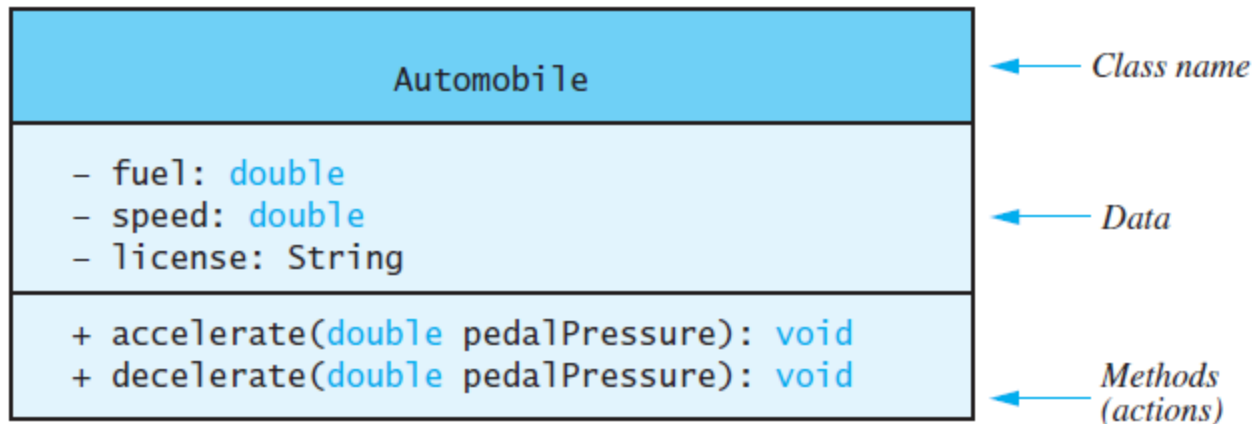 Automobile
Class name
– fuel: double
– speed: double
– license: String
Data
+ accelerate(double pedalPressure): void
+ decelerate(double pedalPressure): void
Methods
(actions)